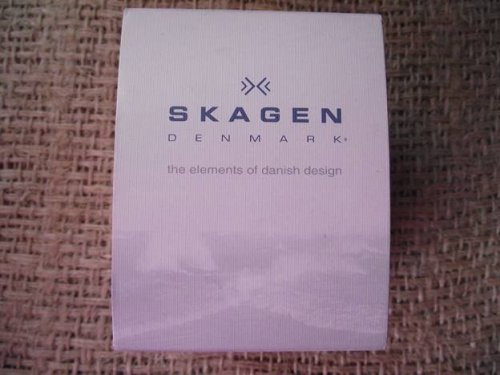 SKAGEN
DENMARK
the elements of danish design